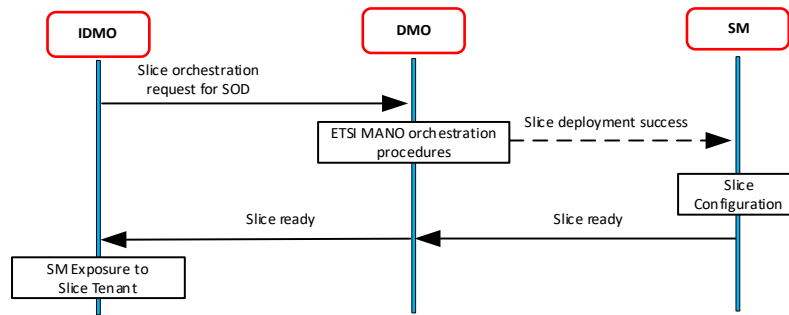 IDMO
DMO
SM
Slice orchestration
request for SOD
ETSI MANO orchestration
procedures
Slice deployment success
Slice
Configuration
Slice ready
Slice ready
SM Exposure to
Slice Tenant